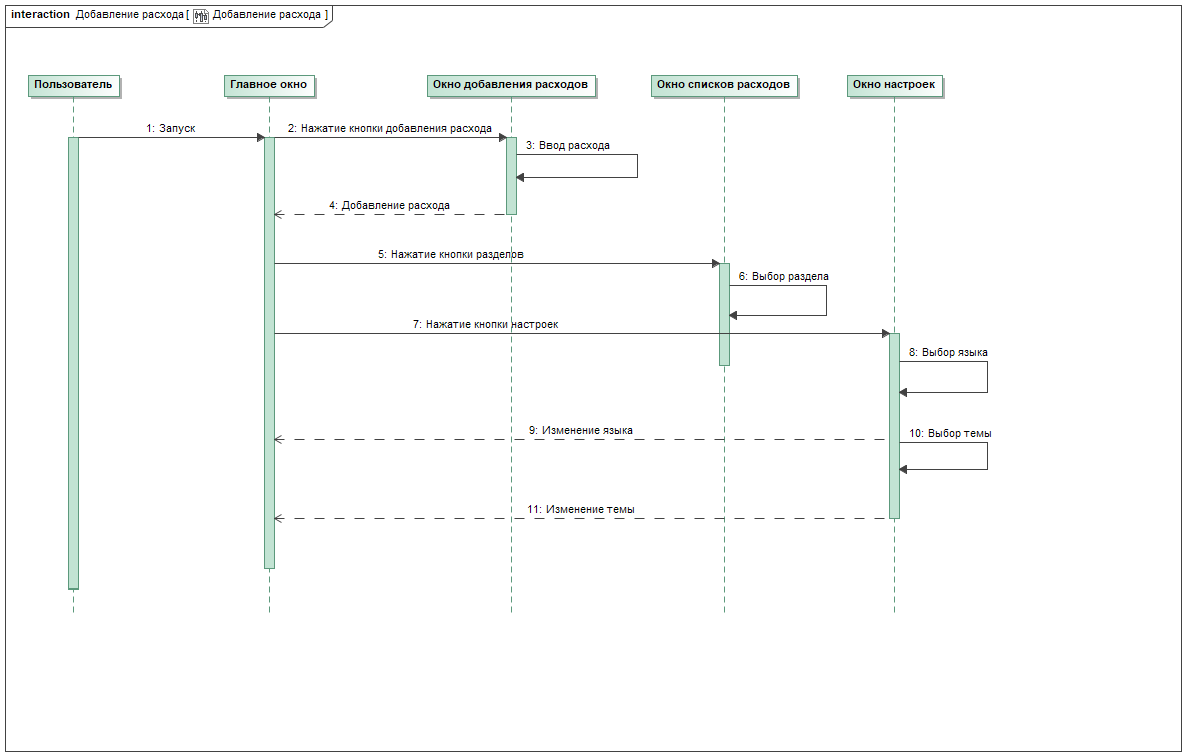 interaction Добавление расхода [ Добавление расхода ]
Пользователь
Главное окно
Окно добавления расходов
Окно списков расходов
Окно настроек
1: Запуск
2: Нажатие кнопки добавления расхода
3: Ввод расхода
4: Добавление расхода
5: Нажатие кнопки разделов
6: Выбор раздела
7: Нажатие кнопки настроек
8: Выбор языка
9: Изменение языка
10: Выбор темы
11: Изменение темы